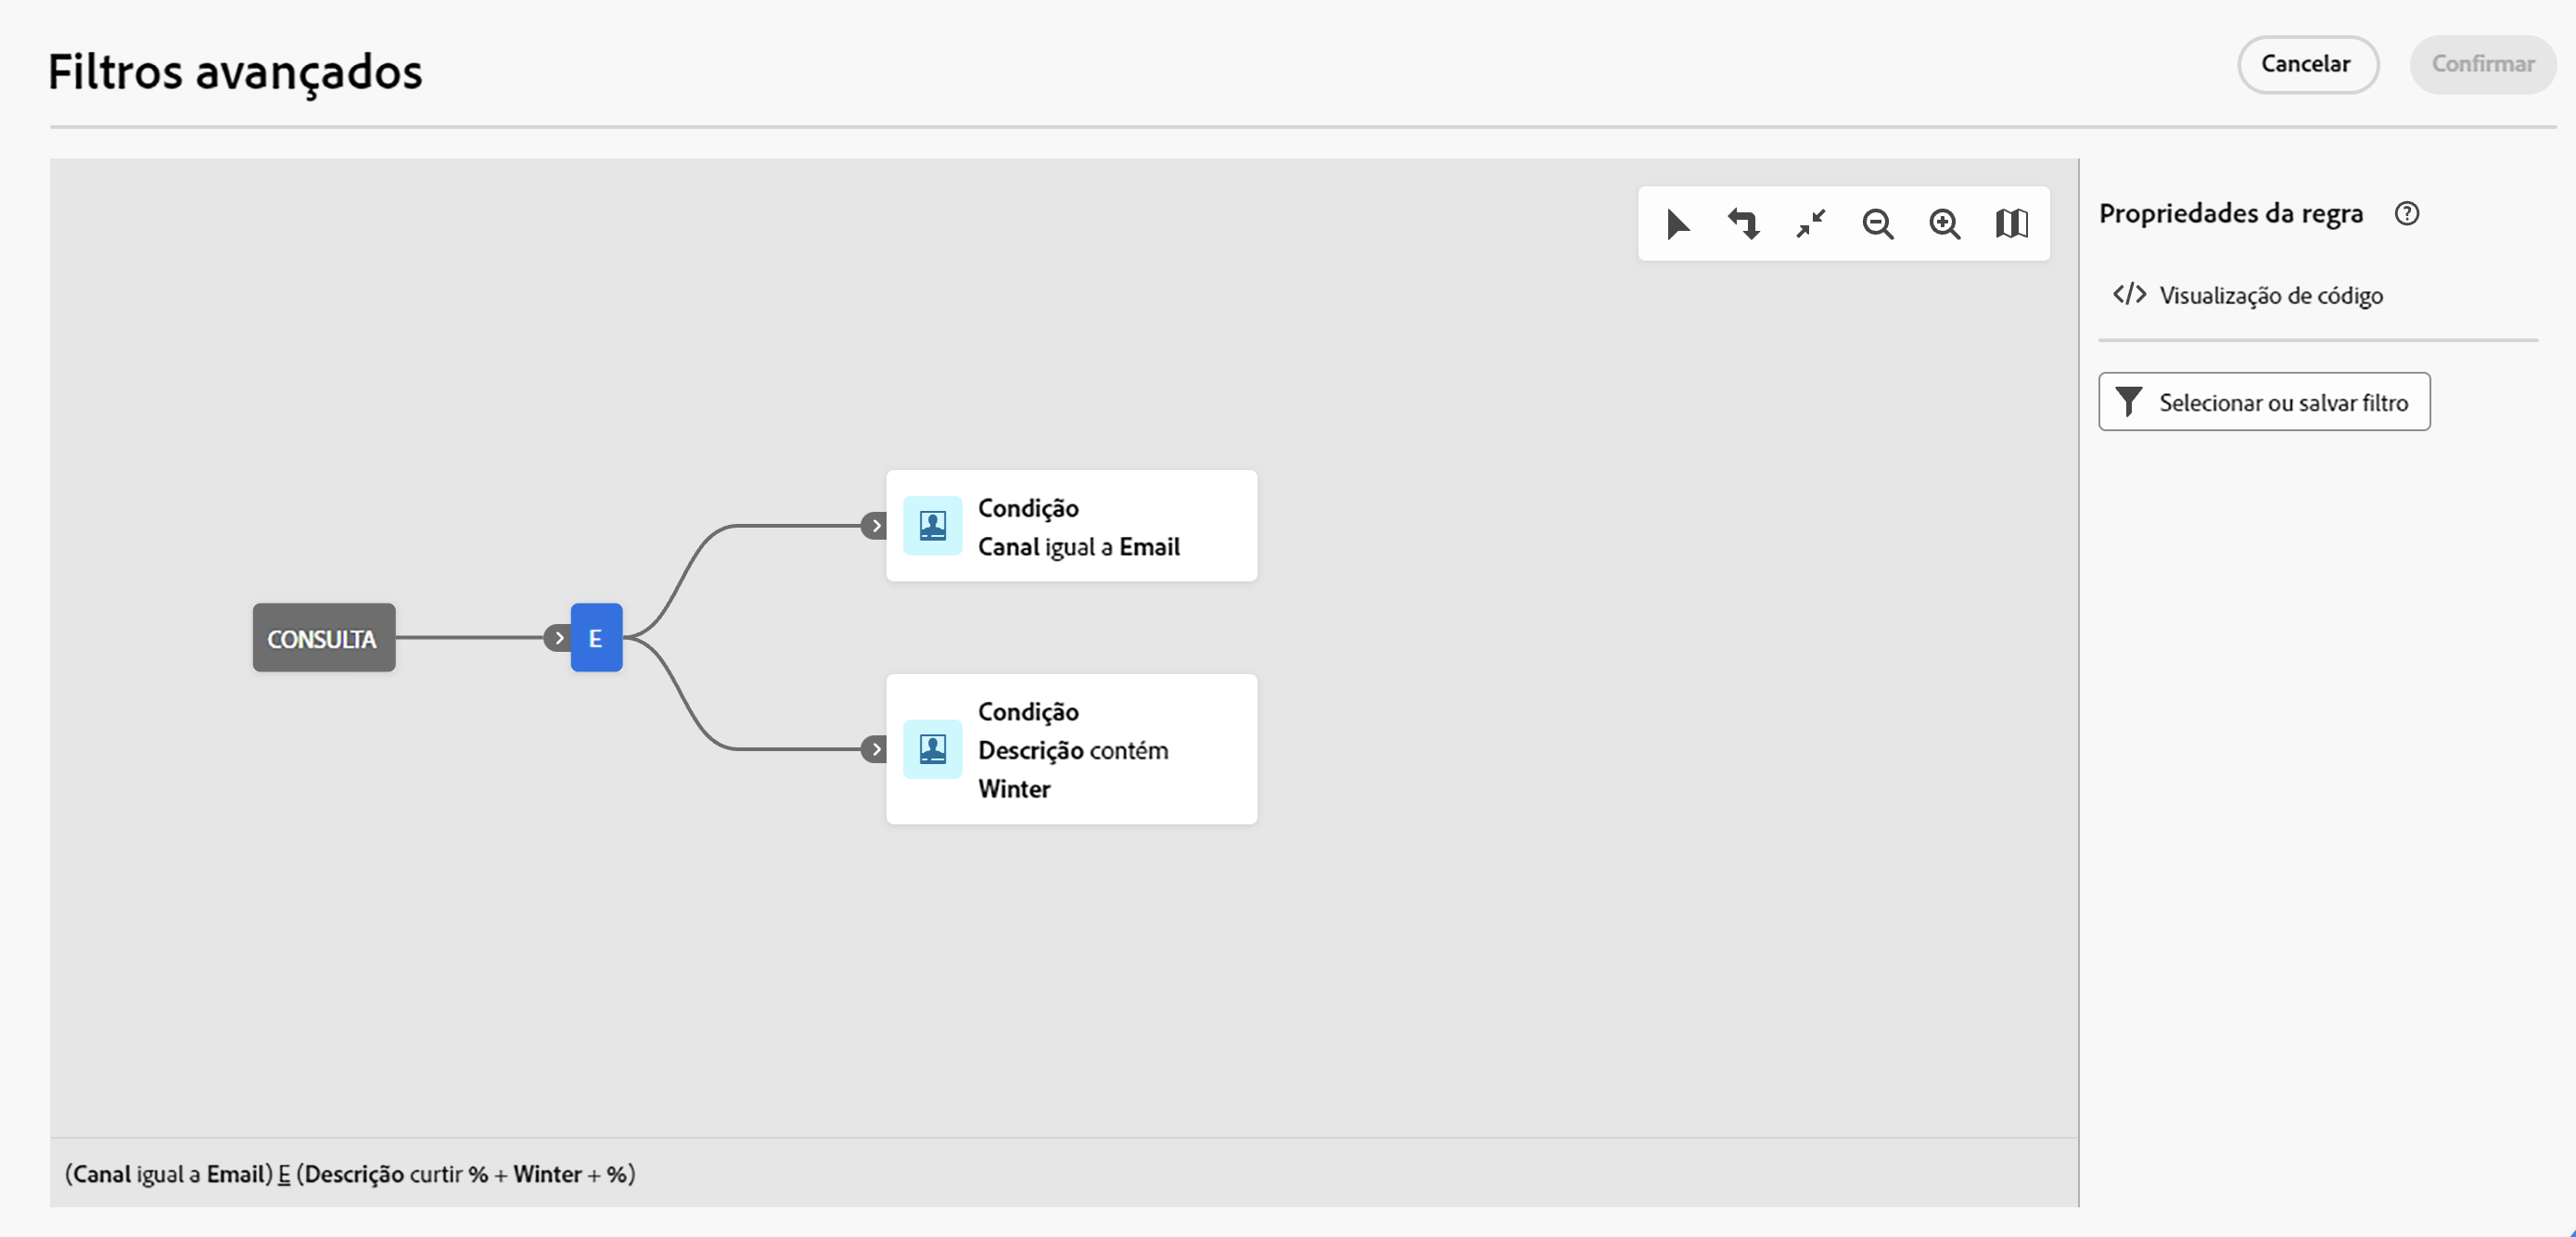 Filtros avançados
Cancelar
Confirmar
Propriedades da regra
</> Visualização de código
Selecionar ou salvar filtro
Condição
Canal igual a Email
CONSULTA
E
Condição
Descrição contém
Winter
(Canal igual a Email) E (Descrição curtir % + Winter + %)